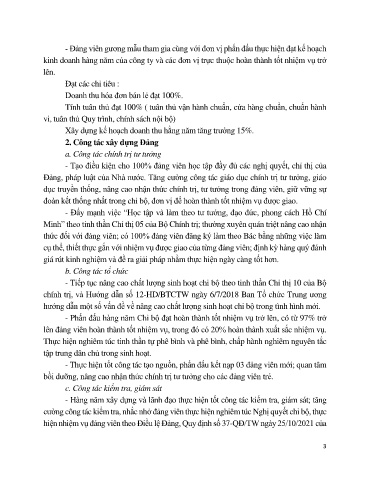 - Đảng viên gương mẫu tham gia cùng với đơn vị phấn đấu thực hiện đạt kế hoạch
kinh doanh hàng năm của công ty và các đơn vị trực thuộc hoàn thành tốt nhiệm vụ trở
lên.
Đạt các chi tiêu :
Doanh thu hóa đơn bán lẻ đạt 100%.
Tính tuân thủ đạt 100% ( tuân thủ vận hành chuẩn, cửa hàng chuẩn, chuẩn hành
vi, tuân thủ Quy trình, chính sách nội bộ)
Xây dựng kế hoạch doanh thu hằng năm tăng trưởng 15%.
2. Công tác xây dựng Đảng
a. Công tác chính trị tư tưởng
- Tạo điều kiện cho 100% đảng viên học tập đầy đủ các nghị quyết, chỉ thị của
Đảng, pháp luật của Nhà nước. Tăng cường công tác giáo dục chính trị tư tưởng, giáo
dục truyền thống, nâng cao nhận thức chính trị, tư tưởng trong đảng viên, giữ vững sự
đoàn kết thống nhất trong chi bộ, đơn vị để hoàn thành tốt nhiệm vụ được giao.
- Đẩy mạnh việc “Học tập và làm theo tư tưởng, đạo đức, phong cách Hồ Chí
Minh” theo tinh thần Chỉ thị 05 của Bộ Chính trị; thường xuyên quán triệt nâng cao nhận
thức đối với đảng viên; có 100% đảng viên đăng ký làm theo Bác bằng những việc làm
cụ thể, thiết thực gắn với nhiệm vụ được giao của từng đảng viên; định kỳ hàng quý đánh
giá rút kinh nghiệm và đề ra giải pháp nhằm thực hiện ngày càng tốt hơn.
b. Công tác tổ chức
- Tiếp tục nâng cao chất lượng sinh hoạt chi bộ theo tinh thần Chỉ thị 10 của Bộ
chính trị, và Hướng dẫn số 12-HD/BTCTW ngày 6/7/2018 Ban Tổ chức Trung ương
hướng dẫn một số vấn đề về nâng cao chất lượng sinh hoạt chi bộ trong tình hình mới.
- Phấn đấu hàng năm Chi bộ đạt hoàn thành tốt nhiệm vụ trở lên, có từ 97% trở
lên đảng viên hoàn thành tốt nhiệm vụ, trong đó có 20% hoàn thành xuất sắc nhiệm vụ.
Thực hiện nghiêm túc tinh thần tự phê bình và phê bình, chấp hành nghiêm nguyên tắc
tập trung dân chủ trong sinh hoạt.
- Thực hiện tốt công tác tạo nguồn, phấn đấu kết nạp 03 đảng viên mới; quan tâm
bồi dưỡng, nâng cao nhận thức chính trị tư tưởng cho các đảng viên trẻ.
c. Công tác kiểm tra, giám sát
- Hàng năm xây dựng và lãnh đạo thực hiện tốt công tác kiểm tra, giám sát; tăng
cường công tác kiểm tra, nhắc nhở đảng viên thực hiện nghiêm túc Nghị quyết chi bộ, thực
hiện nhiệm vụ đảng viên theo Điều lệ Đảng, Quy định số 37-QĐ/TW ngày 25/10/2021 của
3